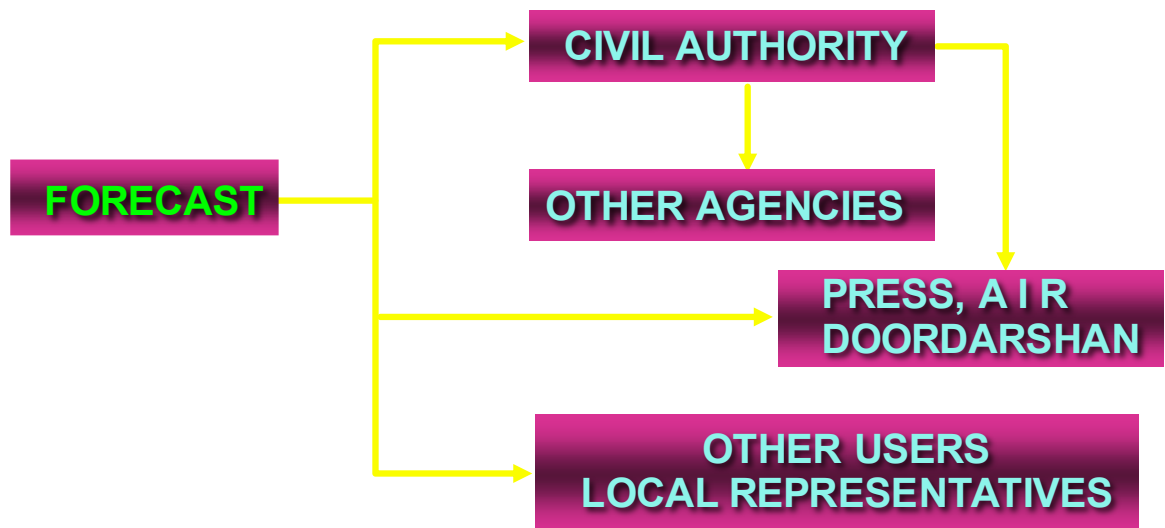 CIVIL AUTHORITY
FORECAST
OTHER AGENCIES
PRESS, A I R
DOORDARSHAN
OTHER USERS
LOCAL REPRESENTATIVES